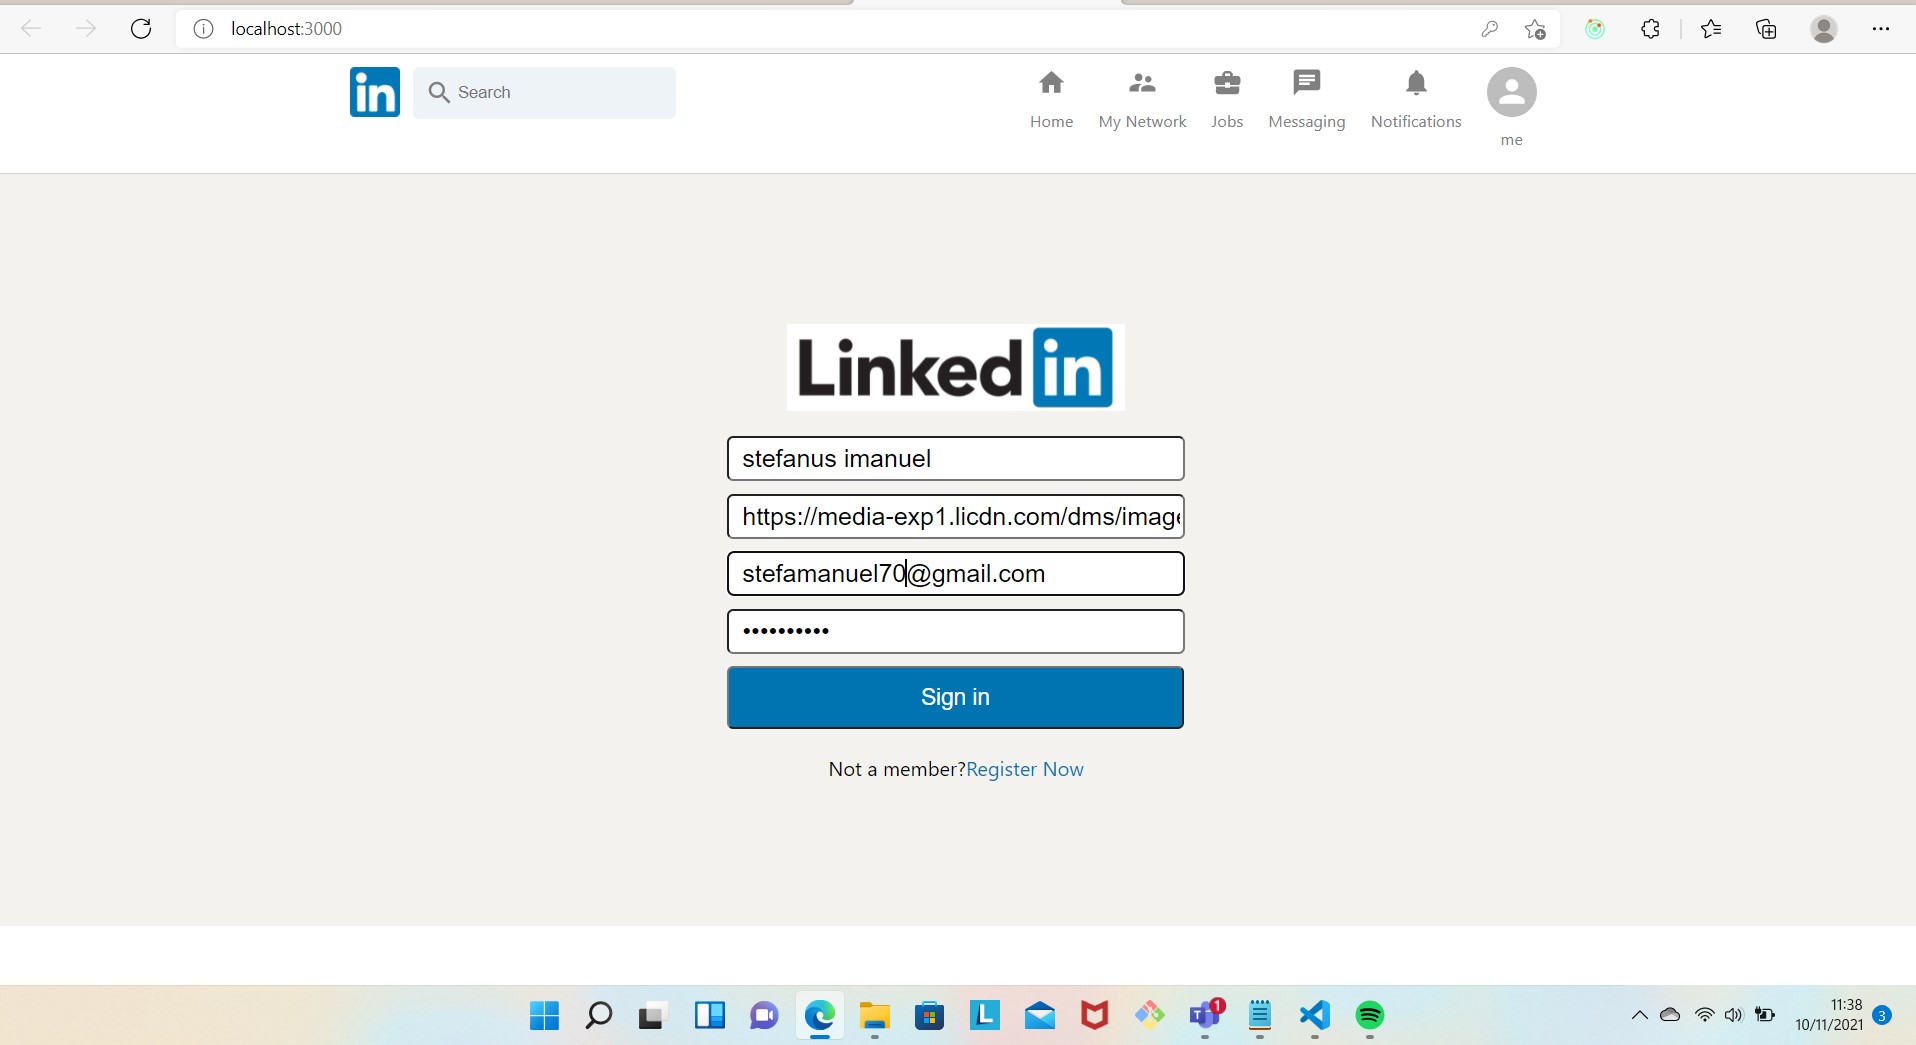 localhost:3000
in Search
Home My Network Jobs Messaging Notifications
me
Linked in
stefanus imanuel
https://media-exp1.licdn.com/dms/image
stefamanuel70@gmail.com
••••••••••
Sign in
Not a member?Register Now
L
T 1
11:38
10/11/2021 3